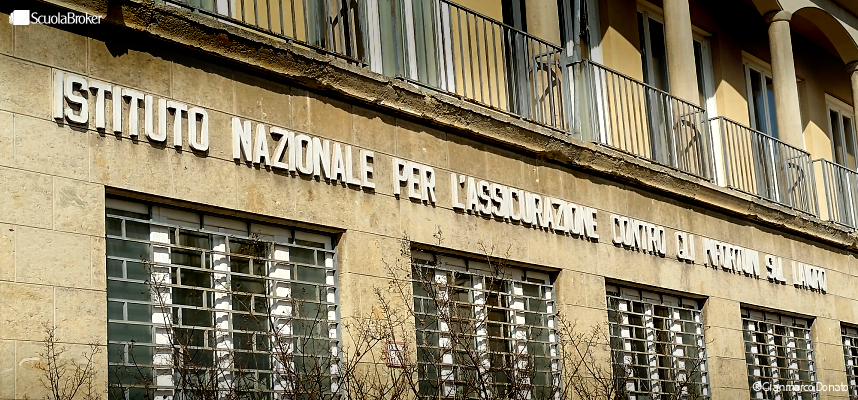 ScuolaBroker
ISTITUTO NAZIONALE PER L'ASSICURAZIONE CONTRO GLI INFORTUNI SUL LAVORO
©Gianmarco Donato